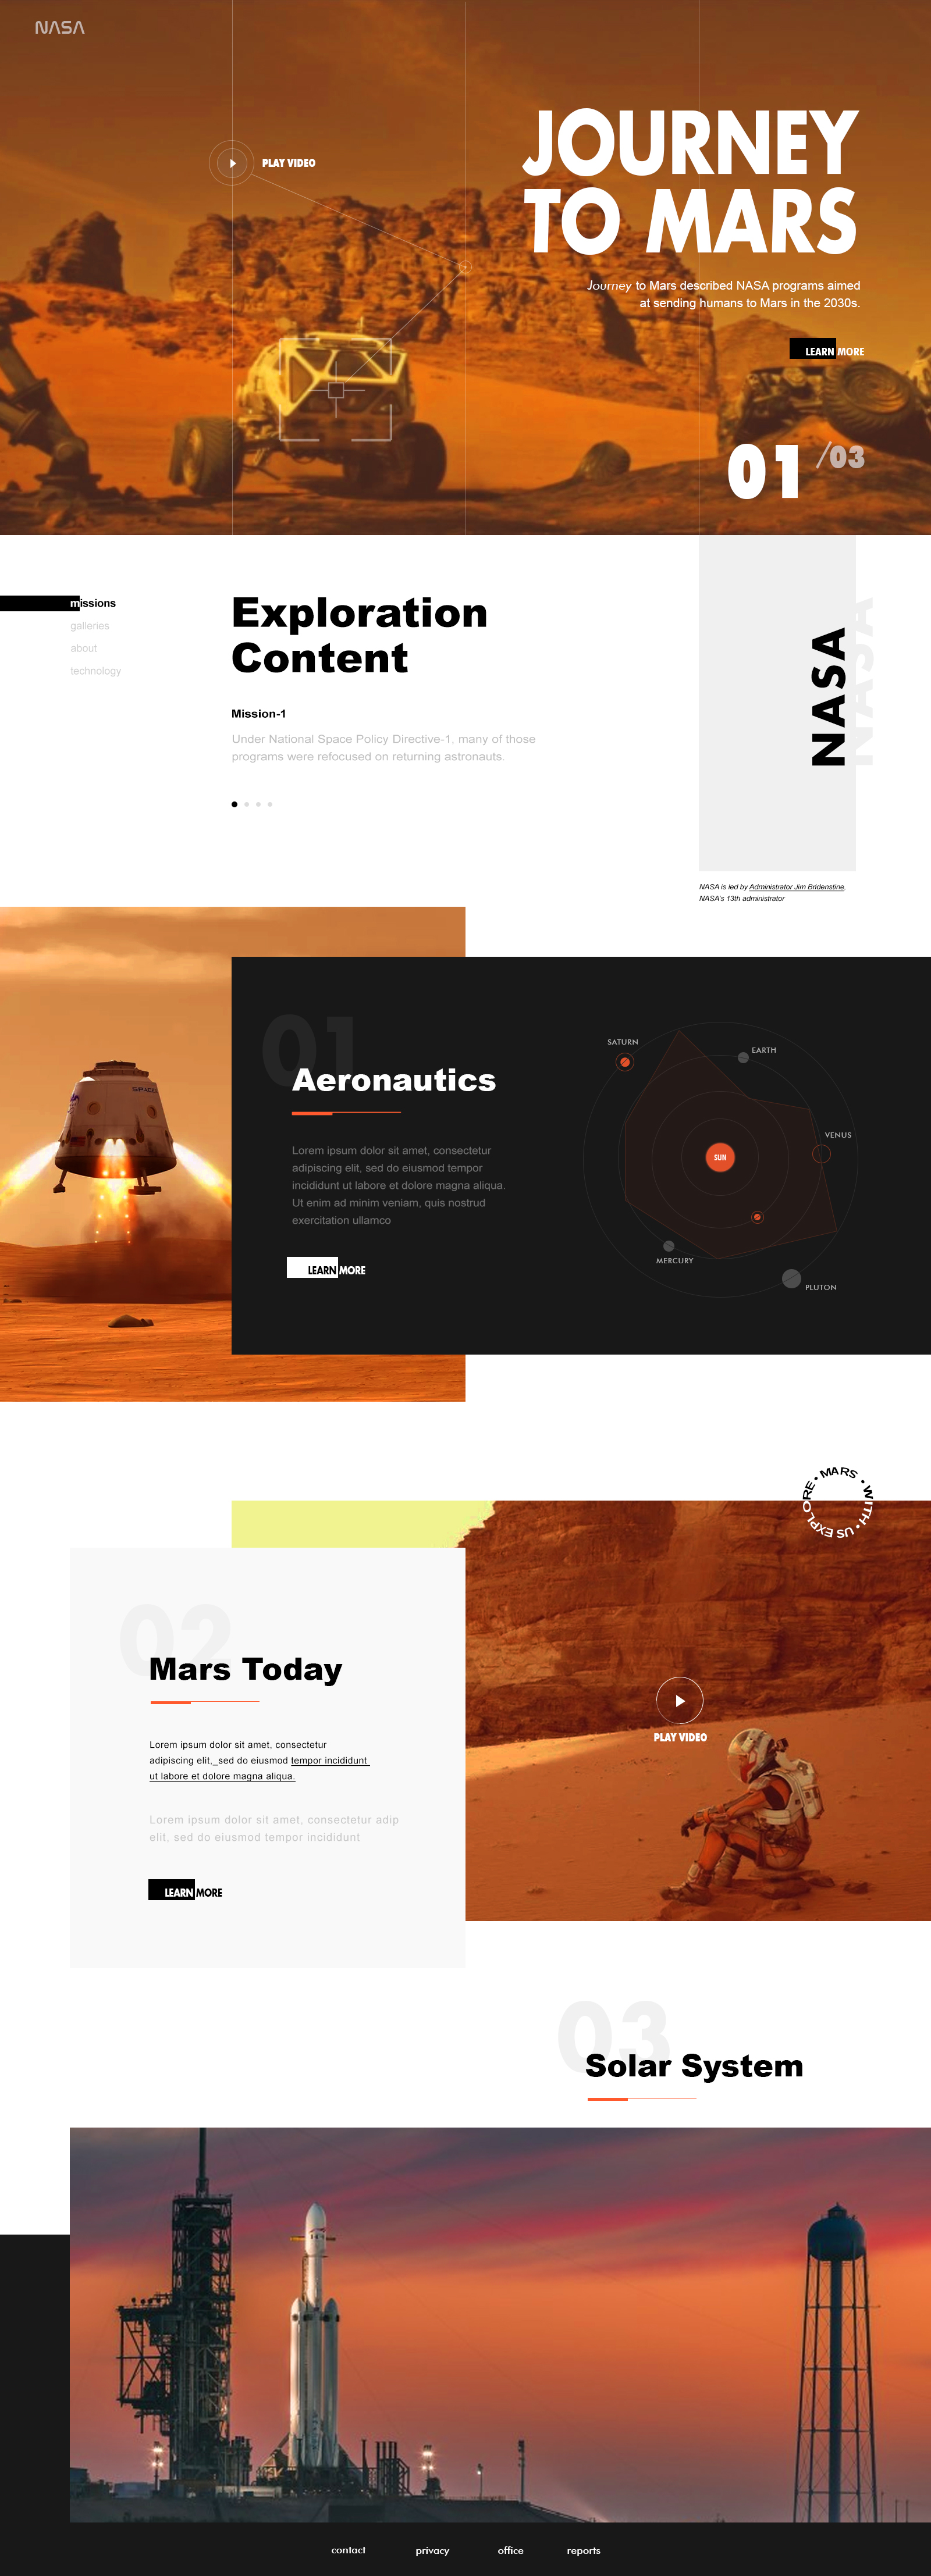 NASA
PLAY VIDEO
JOURNEY
TO MARS
Journey to Mars described NASA programs aimed
at sending humans to Mars in the 2030s.
LEARN MORE
01 /03
missions
galleries
about
technology
Exploration
Content
Mission-1
Under National Space Policy Directive-1, many of those
programs were refocused on returning astronauts.
NASA
NASA
NASA is led by Administrator Jim Bridenstine,
NASA's 13th administrator
SPACEX
01
Aeronautics
Lorem ipsum dolor sit amet, consectetur
adipiscing elit, sed do eiusmod tempor
incididunt ut labore et dolore magna aliqua.
Ut enim ad minim veniam, quis nostrud
exercitation ullamco
LEARN MORE
SATURN
EARTH
VENUS
SUN
MERCURY
PLUTON
MARS • WITH • US EXPLORE •
02
Mars Today
Lorem ipsum dolor sit amet, consectetur
adipiscing elit,_sed do eiusmod tempor incididunt
ut labore et dolore magna aliqua.
Lorem ipsum dolor sit amet, consectetur adip
elit, sed do eiusmod tempor incididunt
LEARN MORE
PLAY VIDEO
03
Solar System
contact
privacy
office
reports